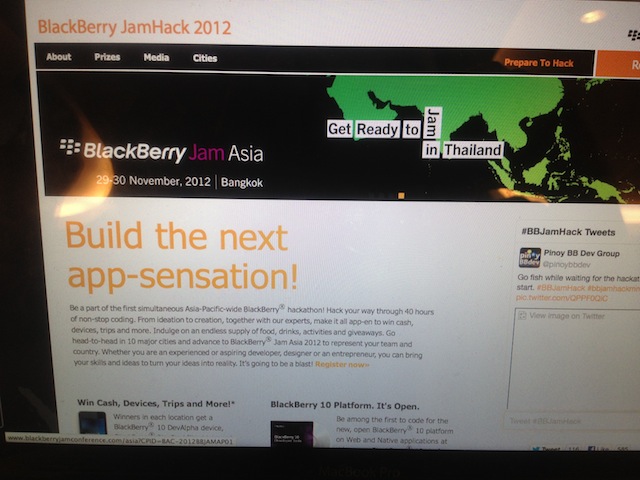 BlackBerry JamHack 2012
About Prizes Media Cities
Prepare To Hack
Get Ready to Jam
in Thailand
BlackBerry Jam Asia
29-30 November, 2012 | Bangkok
Build the next
app-sensation!
Be a part of the first simultaneous Asia-Pacific-wide BlackBerry® hackathon! Hack your way through 40 hours
of non-stop coding. From ideation to creation, together with our experts, make it all app-en to win cash,
devices, trips and more. Indulge on an endless supply of food, drinks, activities and giveaways. Go
head-to-head in 10 major cities and advance to BlackBerry® Jam Asia 2012 to represent your team and
country. Whether you are an experienced or aspiring developer, designer or an entrepreneur, you can bring
your skills and ideas to turn your ideas into reality. It's going to be a blast! Register now»
#BBJamHack Tweets
Pinoy BB Dev Group
@pinoybbdev
Go fish while waiting for the hackat
start. #BBJamHack #bbjamhackmn
View image on Twitter
Tweet #BBJamHack
Tweet
Like
Win Cash, Devices, Trips and More!*
Winners in each location get a
BlackBerry® 10 DevAlpha device,
BlackBerry 10 Platform. It's Open.
Be among the first to code for the
new, open BlackBerry® 10 platform
on Web and Native applications at
www.blackberryjamconference.com/asia?CPID=BAC-2012BBJAMAP01